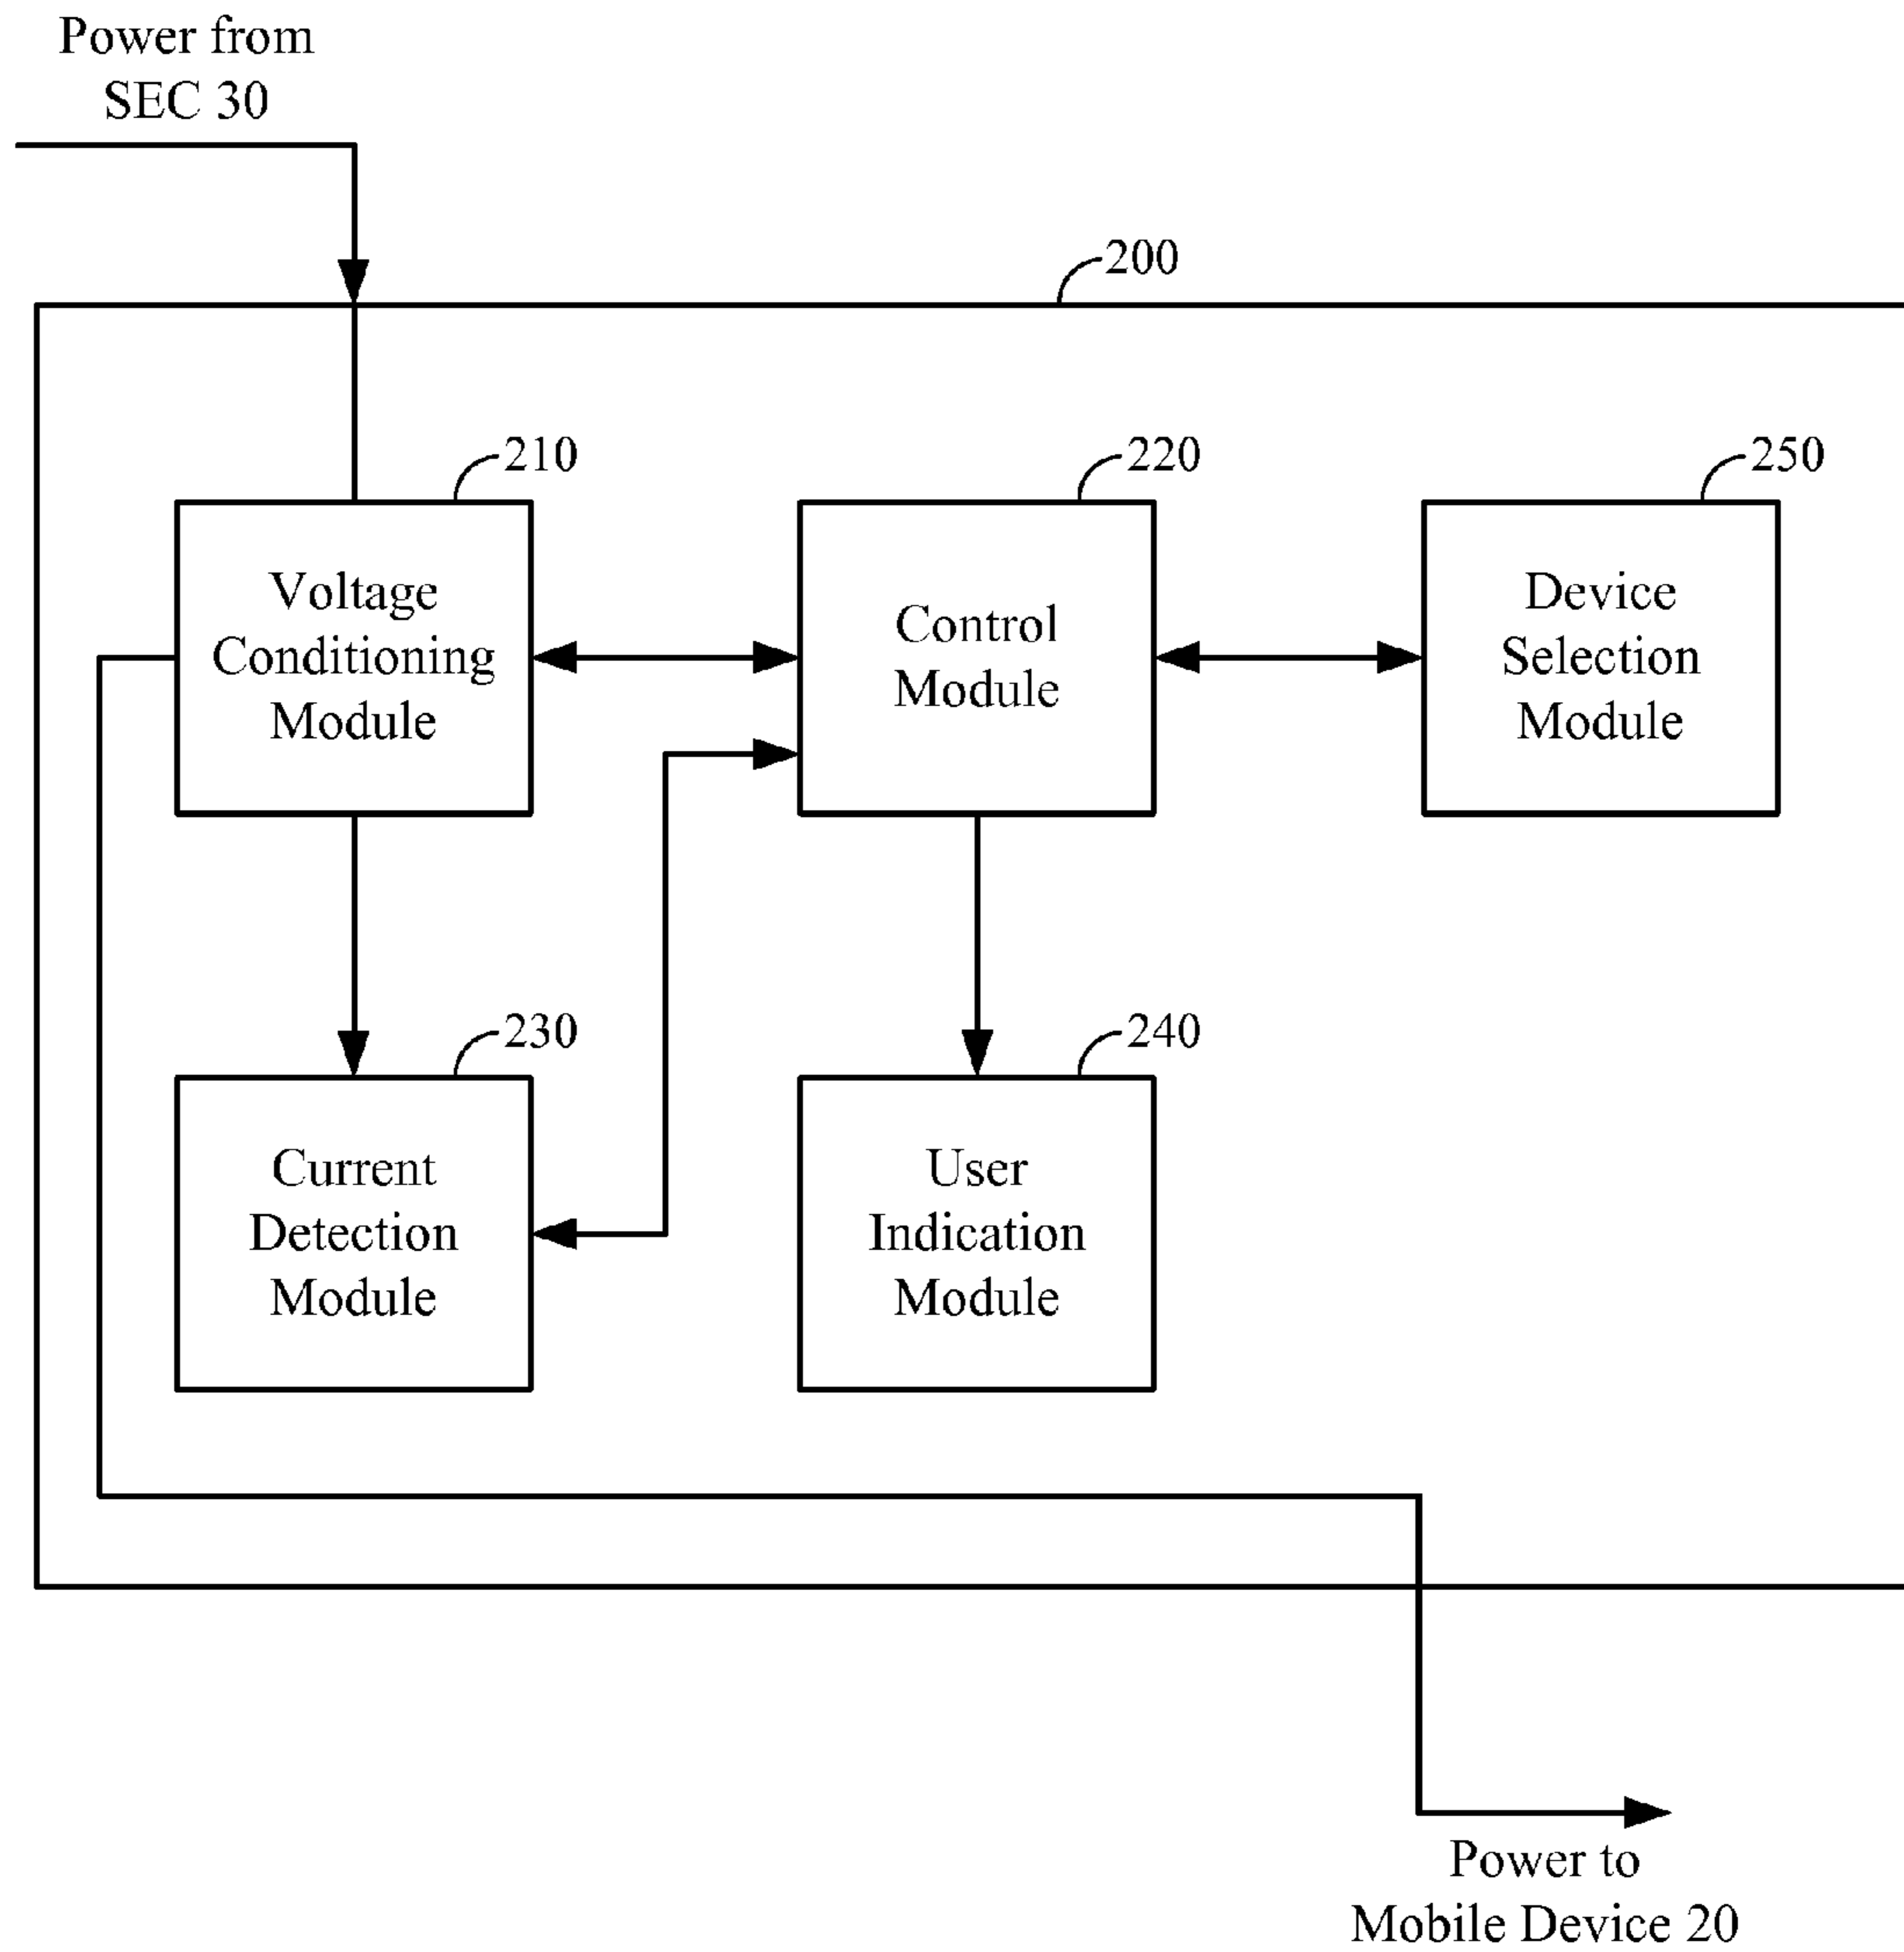 Power from
SEC 30
200
210
220
250
Voltage
Conditioning
Module
Control
Module
Device
Selection
Module
230
240
Current
Detection
Module
User
Indication
Module
Power to
Mobile Device 20